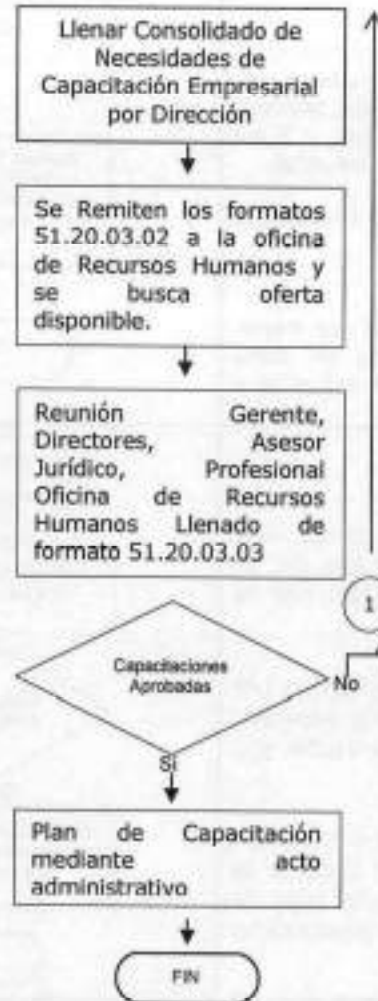 Llenar Consolidado de
Necesidades de
Capacitación Empresarial
por Dirección
Se Remiten los formatos
51.20.03.02 a la oficina
de Recursos Humanos y
se busca oferta
disponible.
Reunión Gerente,
Directores, Asesor
Jurídico, Profesional
Oficina de Recursos
Humanos Llenado de
formato 51.20.03.03
1
Capacitaciones
Aprobadas
No
Si
Plan de Capacitación
mediante acto
administrativo
FIN